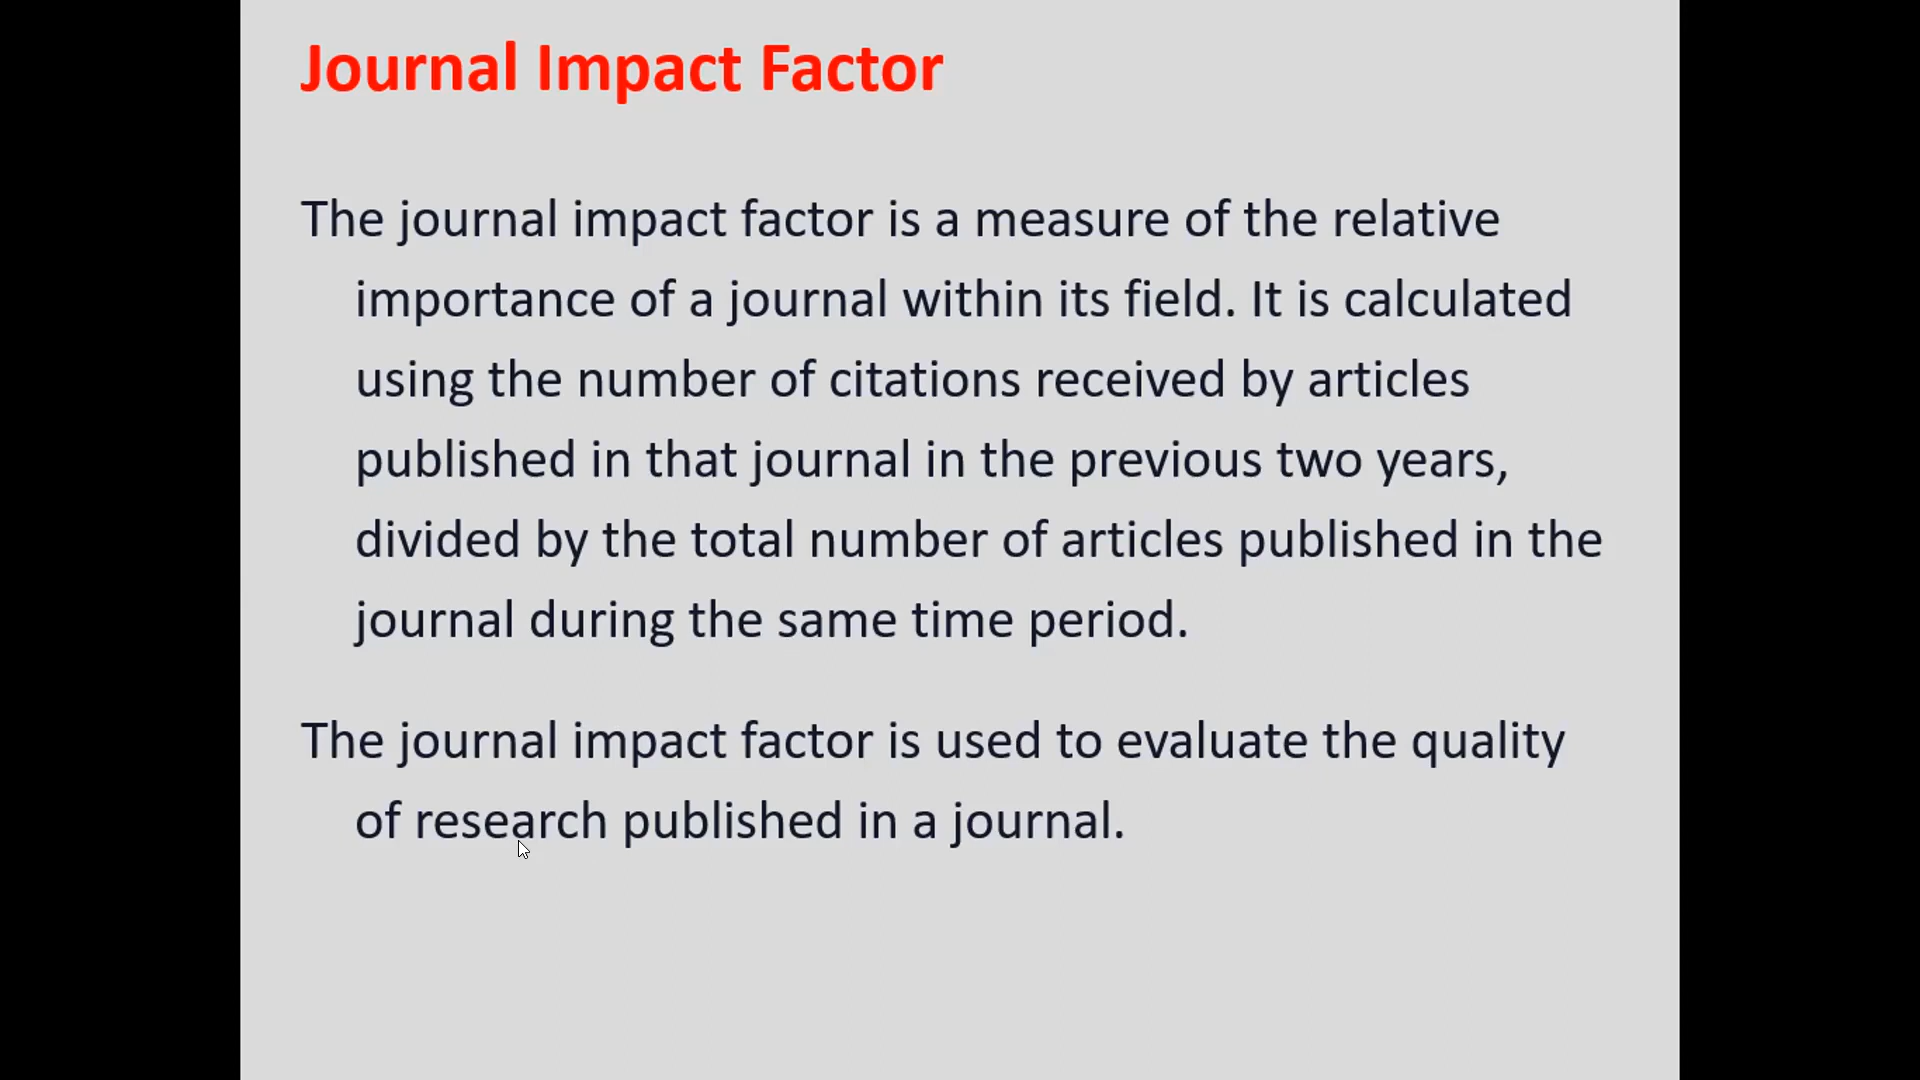 Journal Impact Factor
The journal impact factor is a measure of the relative
importance of a journal within its field. It is calculated
using the number of citations received by articles
published in that journal in the previous two years,
divided by the total number of articles published in the
journal during the same time period.
The journal impact factor is used to evaluate the quality
of research published in a journal.